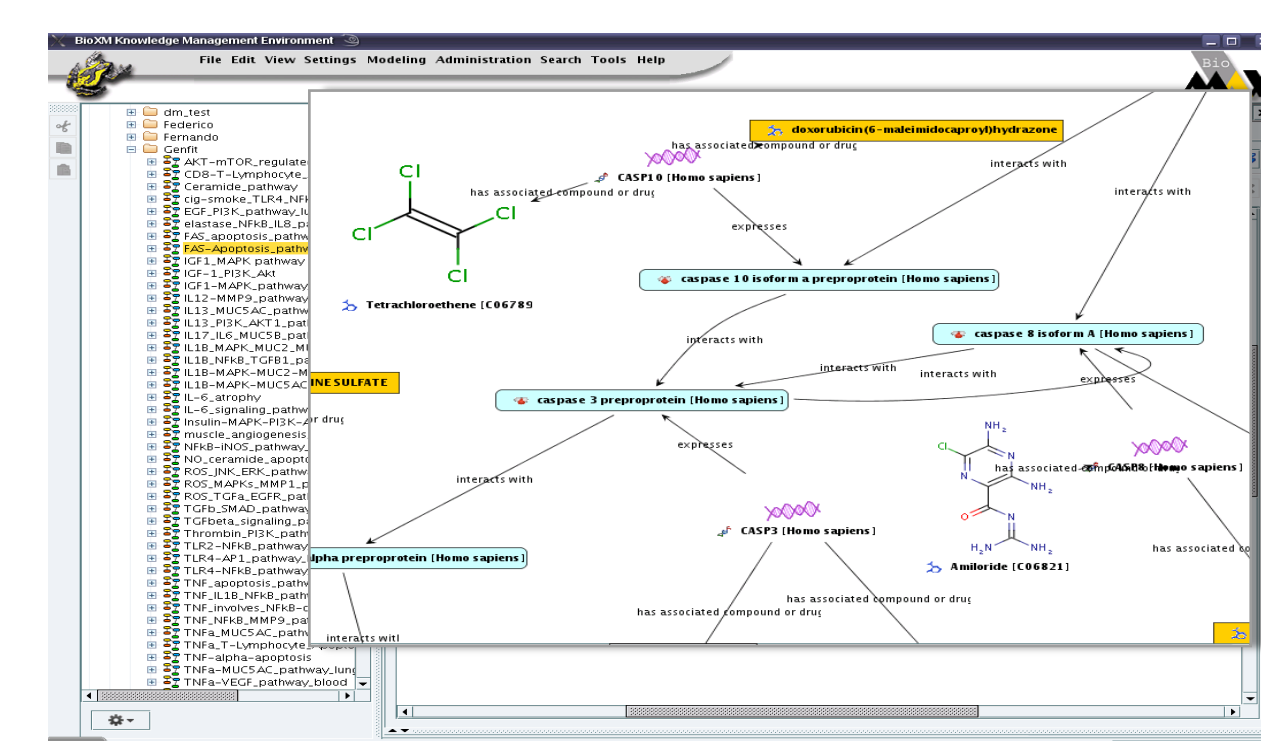 BioXM Knowledge Management Environment
File Edit View Settings Modeling Administration Search Tools Help
Bio
dm_test
Federico
Fernando
Genfit
AKT-mTOR_regulate
CD8-T-Lymphocyte_
Ceramide_pathway
cig-smoke_TLR4_NF
EGF_PI3K_pathway_lu
elastase_NFkB_IL8_p
FAS_apoptosis_pathw
FAS-Apoptosis_pathw
IGF1_MAPK pathway
IGF-1_PI3K_Akt
IGF1-MAPK_pathway
IL12-MMP9_pathway
IL13_MUC5AC_pathw
IL13_PI3K_AKT1_pat
IL17_IL6_MUC5B_pat
IL1B_MAPK_MUC2_M
IL1B_NFkB_TGFB1_pa
IL1B-MAPK-MUC2-M
IL1B-MAPK-MUC5AC
IL-6_atrophy
IL-6_signaling_pathw
Insulin-MAPK-PI3K-A
muscle_angiogenesis
NFkB-iNOS_pathway_
NO_ceramide_apopto
ROS_JNK_ERK_pathw
ROS_MAPKs_MMP1_p
ROS_TGFa_EGFR_pat
TGFb_SMAD_pathway
TGFbeta_signaling_pa
Thrombin_PI3K_path
TLR2-NFkB_pathway
TLR4-AP1_pathway_
TLR4-NFkB_pathway
TNF_apoptosis_pathw
TNF_IL1B_NFkB_path
TNF_involves_NFkB-c
TNF_NFkB_MMP9_pa
TNFa_MUC5AC_pathw
TNFa_T-Lymphocyte_Apopto
TNF-alpha-apoptosis
TNFa-MUC5AC_pathway_lung
TNFa-VEGF_pathway_blood
doxorubicin(6-maleimidocaproyl)hydrazone
has associated compound or drug
interacts with
CASP10 [Homo sapiens]
has associated compound or drug
interacts with
Cl
Cl
Cl
Cl
expresses
caspase 10 isoform a preproprotein [Homo sapiens]
Tetrachloroethene [C06789
caspase 8 isoform A [Homo sapiens]
interacts with
interacts with
interacts with
expresses
INE SULFATE
caspase 3 preproprotein [Homo sapiens]
or drug
expresses
NH2
Cl
N
N
NH2
O
N
H2N
NH2
has associated compound or drug
CASP8 [Homo sapiens]
interacts with
CASP3 [Homo sapiens]
lpha preproprotein [Homo sapiens]
has associated co
Amiloride [C06821]
has associated compound or drug
has associated compound or drug
interacts with